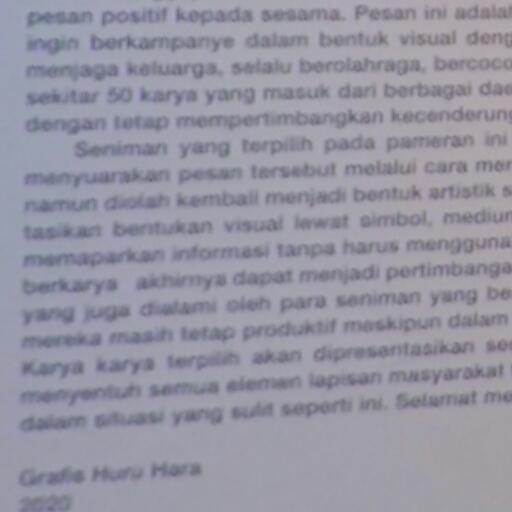 pesan positif kepada sesama. Pesan ini adala
ingin berkampanye dalam bentuk visual deng
menjaga keluarga, selalu berolahraga, bercoco
sekitar 50 karya yang masuk dari berbagai dae
dengan tetap mempertimbangkan kecenderung
Seniman yang terpilih pada pameran ini
menyuarakan pesan tersebut melalui cara mer
namun diolah kembali menjadi bentuk artistik s
tasikan bentukan visual lewat simbol, medium
memaparkan informasi tanpa harus mengguna
berkarya akhirnya dapat menjadi pertimbanga
yang juga dialami oleh para seniman yang be
mereka masih tetap produktif meskipun dalam
Karya karya terpilih akan dipresentasikan se
menyentuh semua elemen lapisan masyarakat
dalam situasi yang sulit seperti ini. Selamat me
Grafis Huru Hara
2020